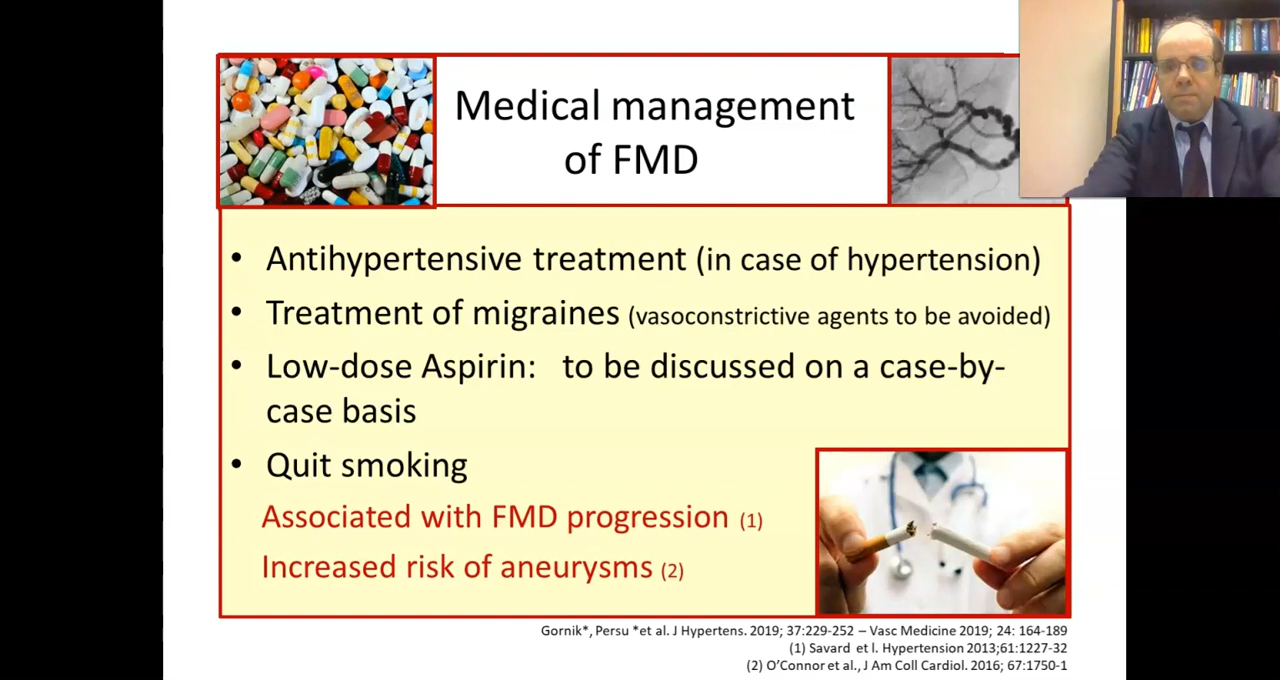 Medical management
of FMD
• Antihypertensive treatment (in case of hypertension)
• Treatment of migraines (vasoconstrictive agents to be avoided)
• Low-dose Aspirin: to be discussed on a case-by-
case basis
• Quit smoking
Associated with FMD progression (1)
Increased risk of aneurysms (2)
Gornik*, Persu *et al. J Hypertens. 2019; 37:229-252 – Vasc Medicine 2019; 24: 164-189
(1) Savard et l. Hypertension 2013;61:1227-32
(2) O'Connor et al., J Am Coll Cardiol. 2016; 67:1750-1